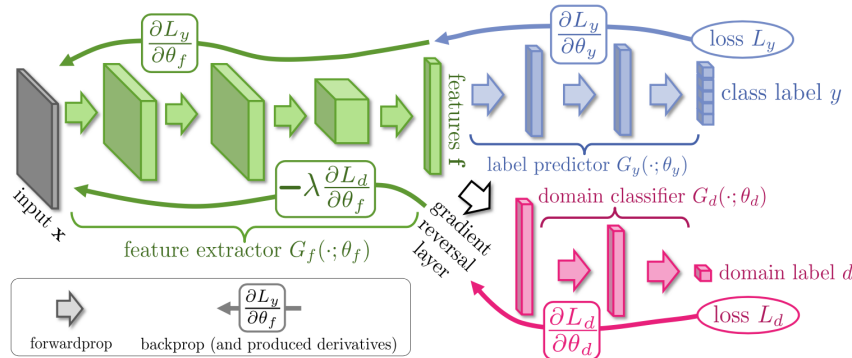 ∂L_y/∂θ_f
∂L_y/∂θ_y
loss L_y
features f
class label y
label predictor G_y(·; θ_y)
−λ ∂L_d/∂θ_f
input x
feature extractor G_f(·; θ_f)
gradient
reversal
layer
domain classifier G_d(·; θ_d)
domain label d
∂L_d/∂θ_d
loss L_d
∂L_y/∂θ_f
forwardprop
backprop (and produced derivatives)